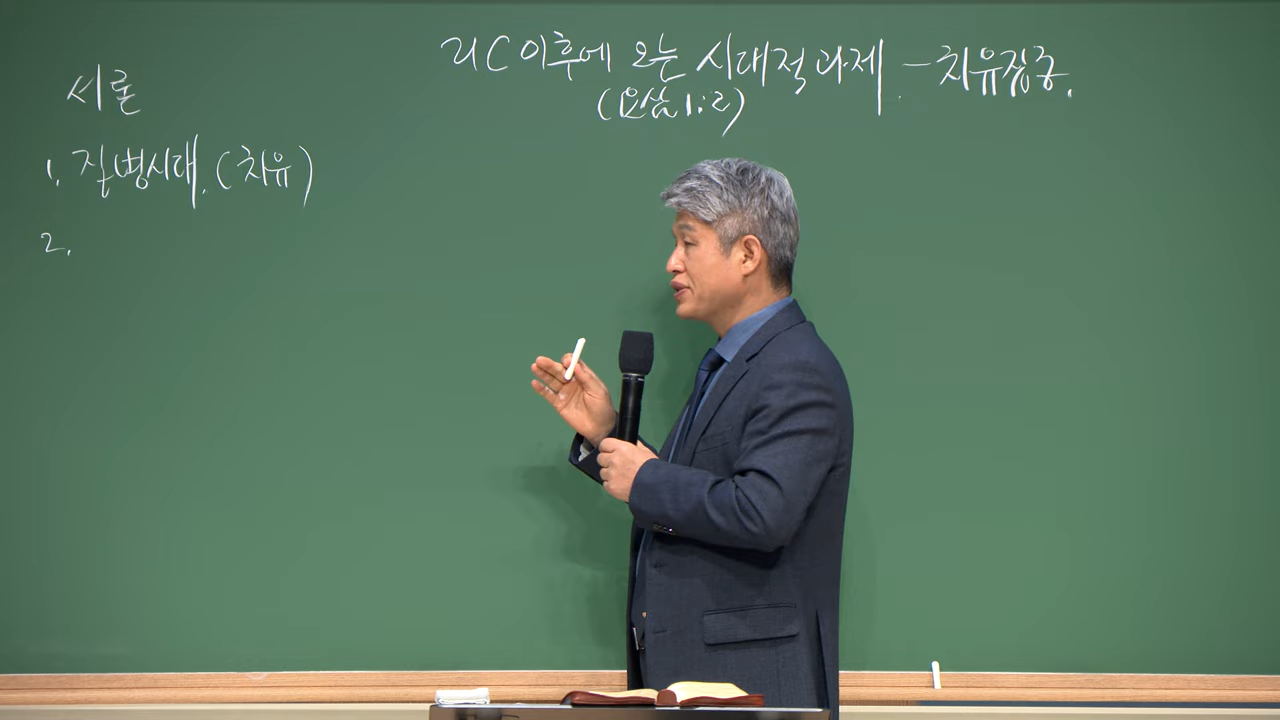 21C 이후에 오는 시대적 과제 - 치유집중.
(요삼 1:2)
서론
1. 질병시대. (치유)
2.